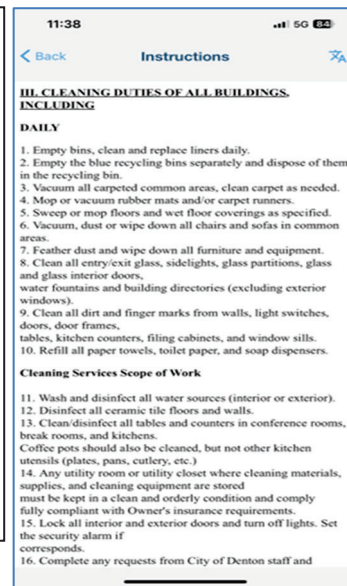 11:38
5G 84
Back
Instructions
III. CLEANING DUTIES OF ALL BUILDINGS,
INCLUDING
DAILY
1. Empty bins, clean and replace liners daily.
2. Empty the blue recycling bins separately and dispose of them
in the recycling bin.
3. Vacuum all carpeted common areas, clean carpet as needed.
4. Mop or vacuum rubber mats and/or carpet runners.
5. Sweep or mop floors and wet floor coverings as specified.
6. Vacuum, dust or wipe down all chairs and sofas in common
areas.
7. Feather dust and wipe down all furniture and equipment.
8. Clean all entry/exit glass, sidelights, glass partitions, glass
and glass interior doors,
water fountains and building directories (excluding exterior
windows).
9. Clean all dirt and finger marks from walls, light switches,
doors, door frames,
tables, kitchen counters, filing cabinets, and window sills.
10. Refill all paper towels, toilet paper, and soap dispensers.
Cleaning Services Scope of Work
11. Wash and disinfect all water sources (interior or exterior).
12. Disinfect all ceramic tile floors and walls.
13. Clean/disinfect all tables and counters in conference rooms,
break rooms, and kitchens.
Coffee pots should also be cleaned, but not other kitchen
utensils (plates, pans, cutlery, etc.)
14. Any utility room or utility closet where cleaning materials,
supplies, and cleaning equipment are stored
must be kept in a clean and orderly condition and comply
fully compliant with Owner's insurance requirements.
15. Lock all interior and exterior doors and turn off lights. Set
the security alarm if
corresponds.
16. Complete any requests from City of Denton staff and